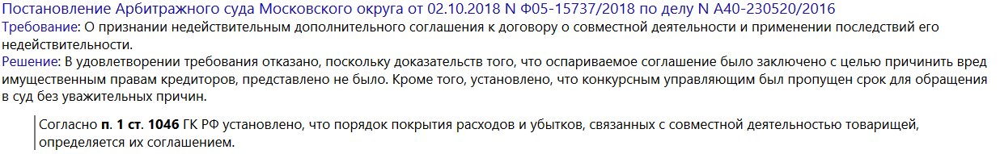 Постановление Арбитражного суда Московского округа от 02.10.2018 N Ф05-15737/2018 по делу N А40-230520/2016
Требование: О признании недействительным дополнительного соглашения к договору о совместной деятельности и применении последствий его
недействительности.
Решение: В удовлетворении требования отказано, поскольку доказательств того, что оспариваемое соглашение было заключено с целью причинить вред
имущественным правам кредиторов, представлено не было. Кроме того, установлено, что конкурсным управляющим был пропущен срок для обращения
в суд без уважительных причин.
Согласно п. 1 ст. 1046 ГК РФ установлено, что порядок покрытия расходов и убытков, связанных с совместной деятельностью товарищей,
определяется их соглашением.